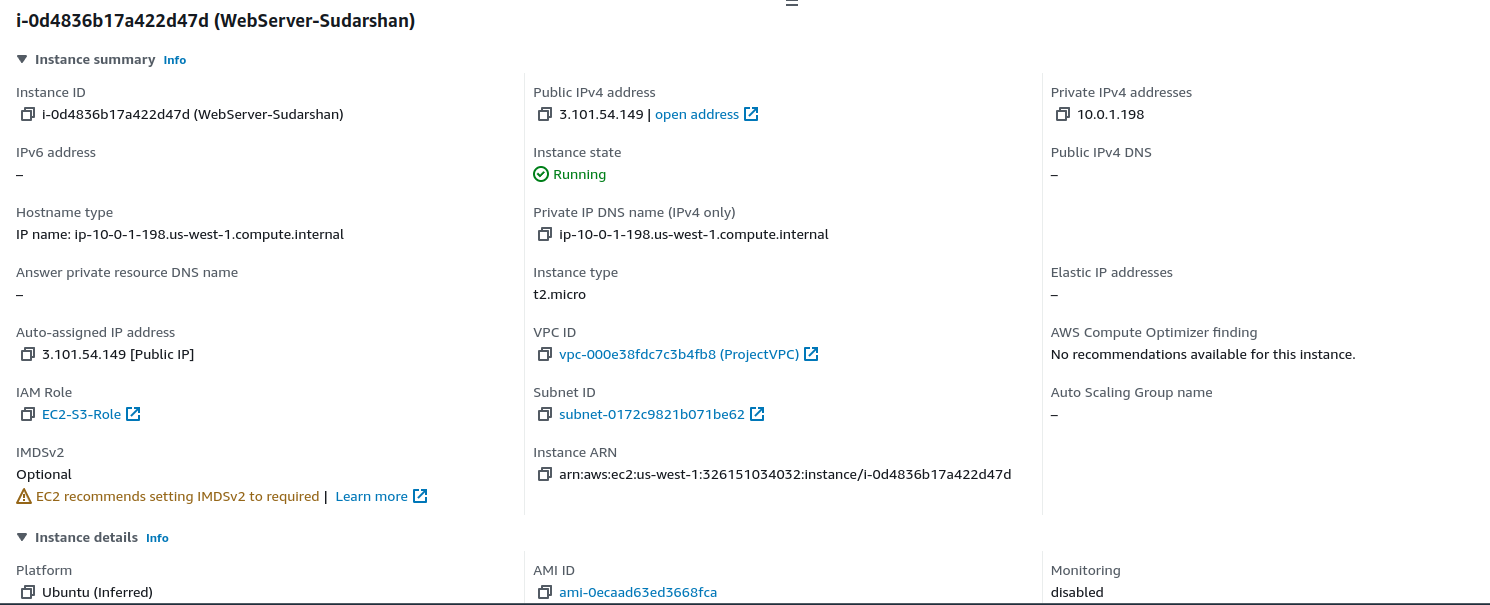 i-0d4836b17a422d47d (WebServer-Sudarshan)
Instance summary Info
Instance ID
i-0d4836b17a422d47d (WebServer-Sudarshan)
Public IPv4 address
3.101.54.149 | open address
Private IPv4 addresses
10.0.1.198
IPv6 address
–
Instance state
Running
Public IPv4 DNS
–
Hostname type
IP name: ip-10-0-1-198.us-west-1.compute.internal
Private IP DNS name (IPv4 only)
ip-10-0-1-198.us-west-1.compute.internal
Answer private resource DNS name
–
Instance type
t2.micro
Elastic IP addresses
–
Auto-assigned IP address
3.101.54.149 [Public IP]
VPC ID
vpc-000e38fdc7c3b4fb8 (ProjectVPC)
AWS Compute Optimizer finding
No recommendations available for this instance.
IAM Role
EC2-S3-Role
Subnet ID
subnet-0172c9821b071be62
Auto Scaling Group name
–
IMDSv2
Optional
EC2 recommends setting IMDSv2 to required | Learn more
Instance ARN
arn:aws:ec2:us-west-1:326151034032:instance/i-0d4836b17a422d47d
Instance details Info
Platform
Ubuntu (Inferred)
AMI ID
ami-0ecaad63ed3668fca
Monitoring
disabled